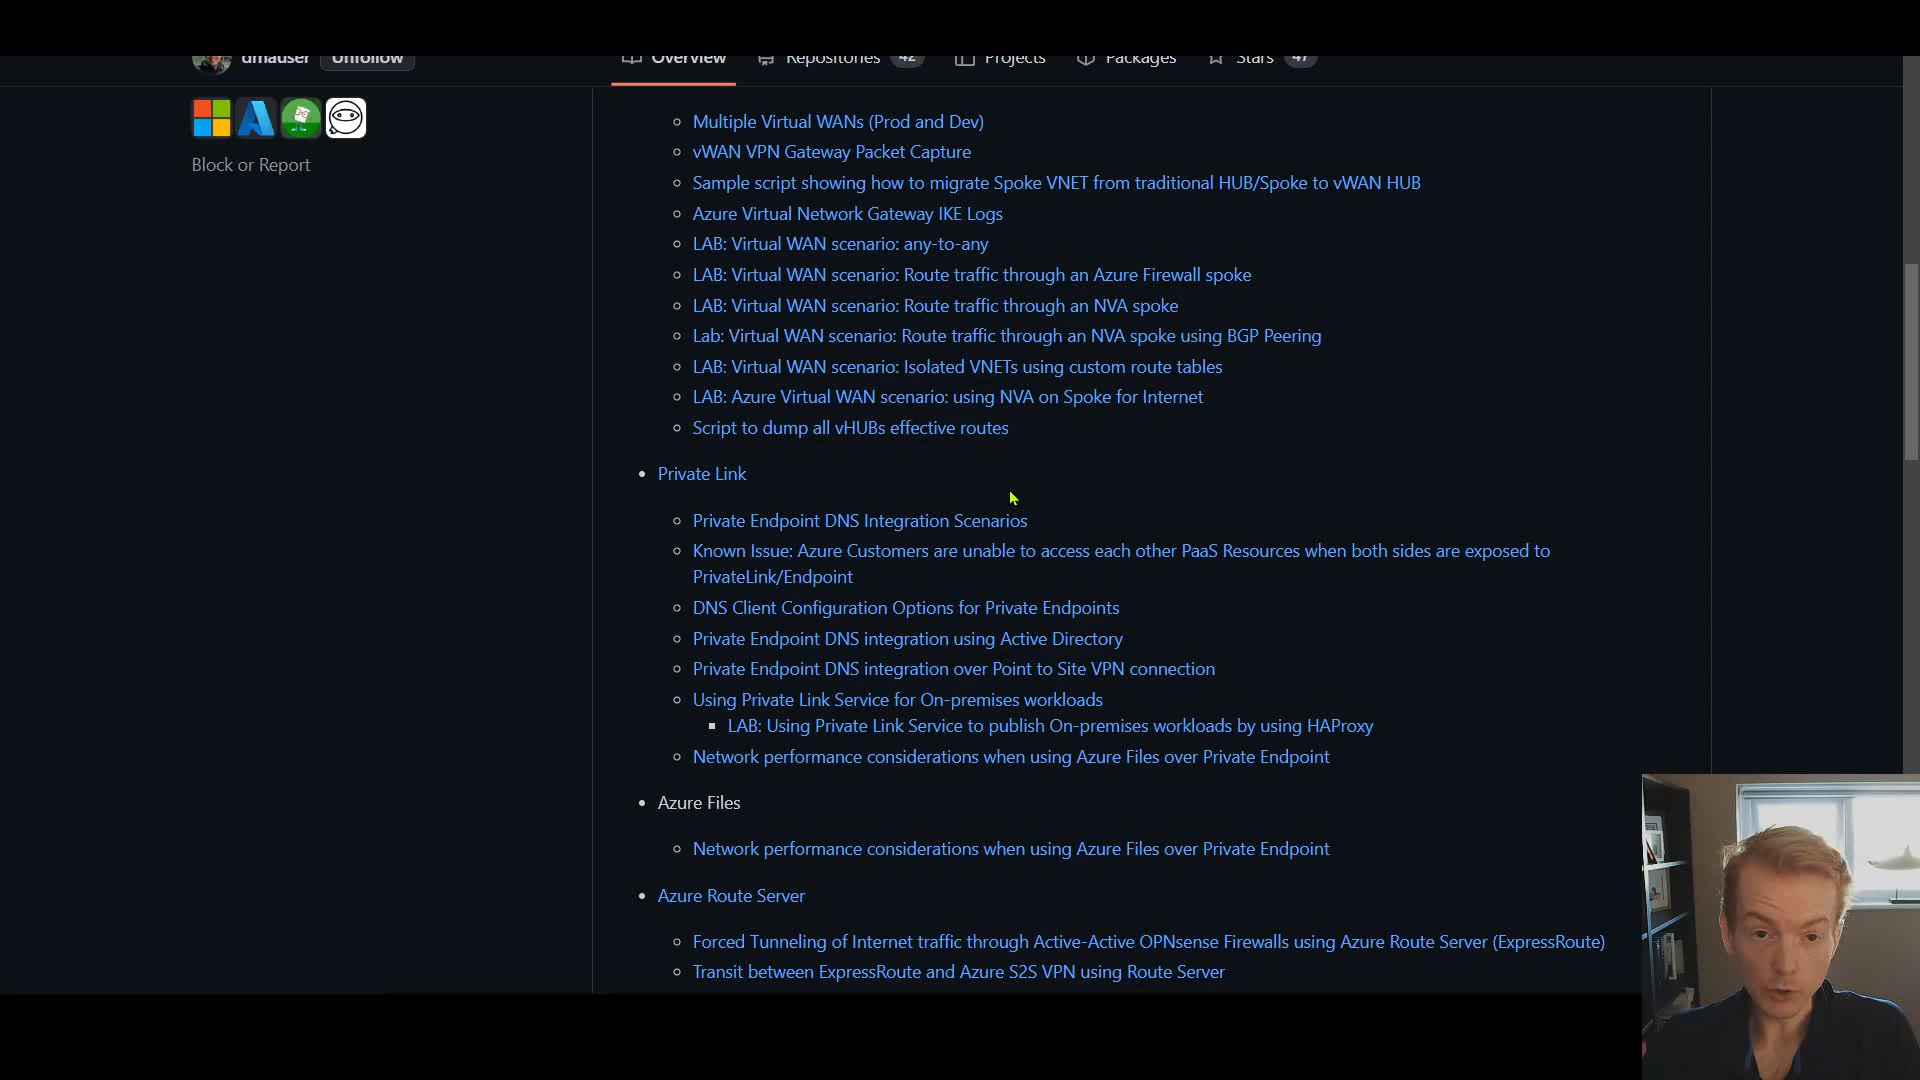 dmauser Unfollow Overview Repositories 42 Projects Packages Stars 47
Block or Report
Multiple Virtual WANs (Prod and Dev)
vWAN VPN Gateway Packet Capture
Sample script showing how to migrate Spoke VNET from traditional HUB/Spoke to vWAN HUB
Azure Virtual Network Gateway IKE Logs
LAB: Virtual WAN scenario: any-to-any
LAB: Virtual WAN scenario: Route traffic through an Azure Firewall spoke
LAB: Virtual WAN scenario: Route traffic through an NVA spoke
Lab: Virtual WAN scenario: Route traffic through an NVA spoke using BGP Peering
LAB: Virtual WAN scenario: Isolated VNETs using custom route tables
LAB: Azure Virtual WAN scenario: using NVA on Spoke for Internet
Script to dump all vHUBs effective routes
Private Link
Private Endpoint DNS Integration Scenarios
Known Issue: Azure Customers are unable to access each other PaaS Resources when both sides are exposed to
PrivateLink/Endpoint
DNS Client Configuration Options for Private Endpoints
Private Endpoint DNS integration using Active Directory
Private Endpoint DNS integration over Point to Site VPN connection
Using Private Link Service for On-premises workloads
LAB: Using Private Link Service to publish On-premises workloads by using HAProxy
Network performance considerations when using Azure Files over Private Endpoint
Azure Files
Network performance considerations when using Azure Files over Private Endpoint
Azure Route Server
Forced Tunneling of Internet traffic through Active-Active OPNsense Firewalls using Azure Route Server (ExpressRoute)
Transit between ExpressRoute and Azure S2S VPN using Route Server